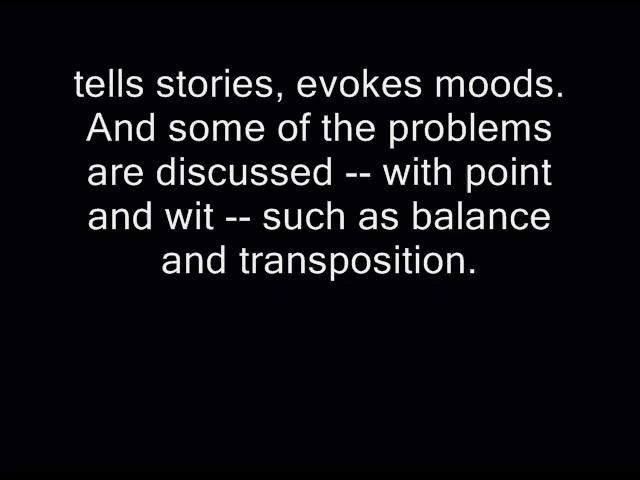 tells stories, evokes moods.
And some of the problems
are discussed -- with point
and wit -- such as balance
and transposition.